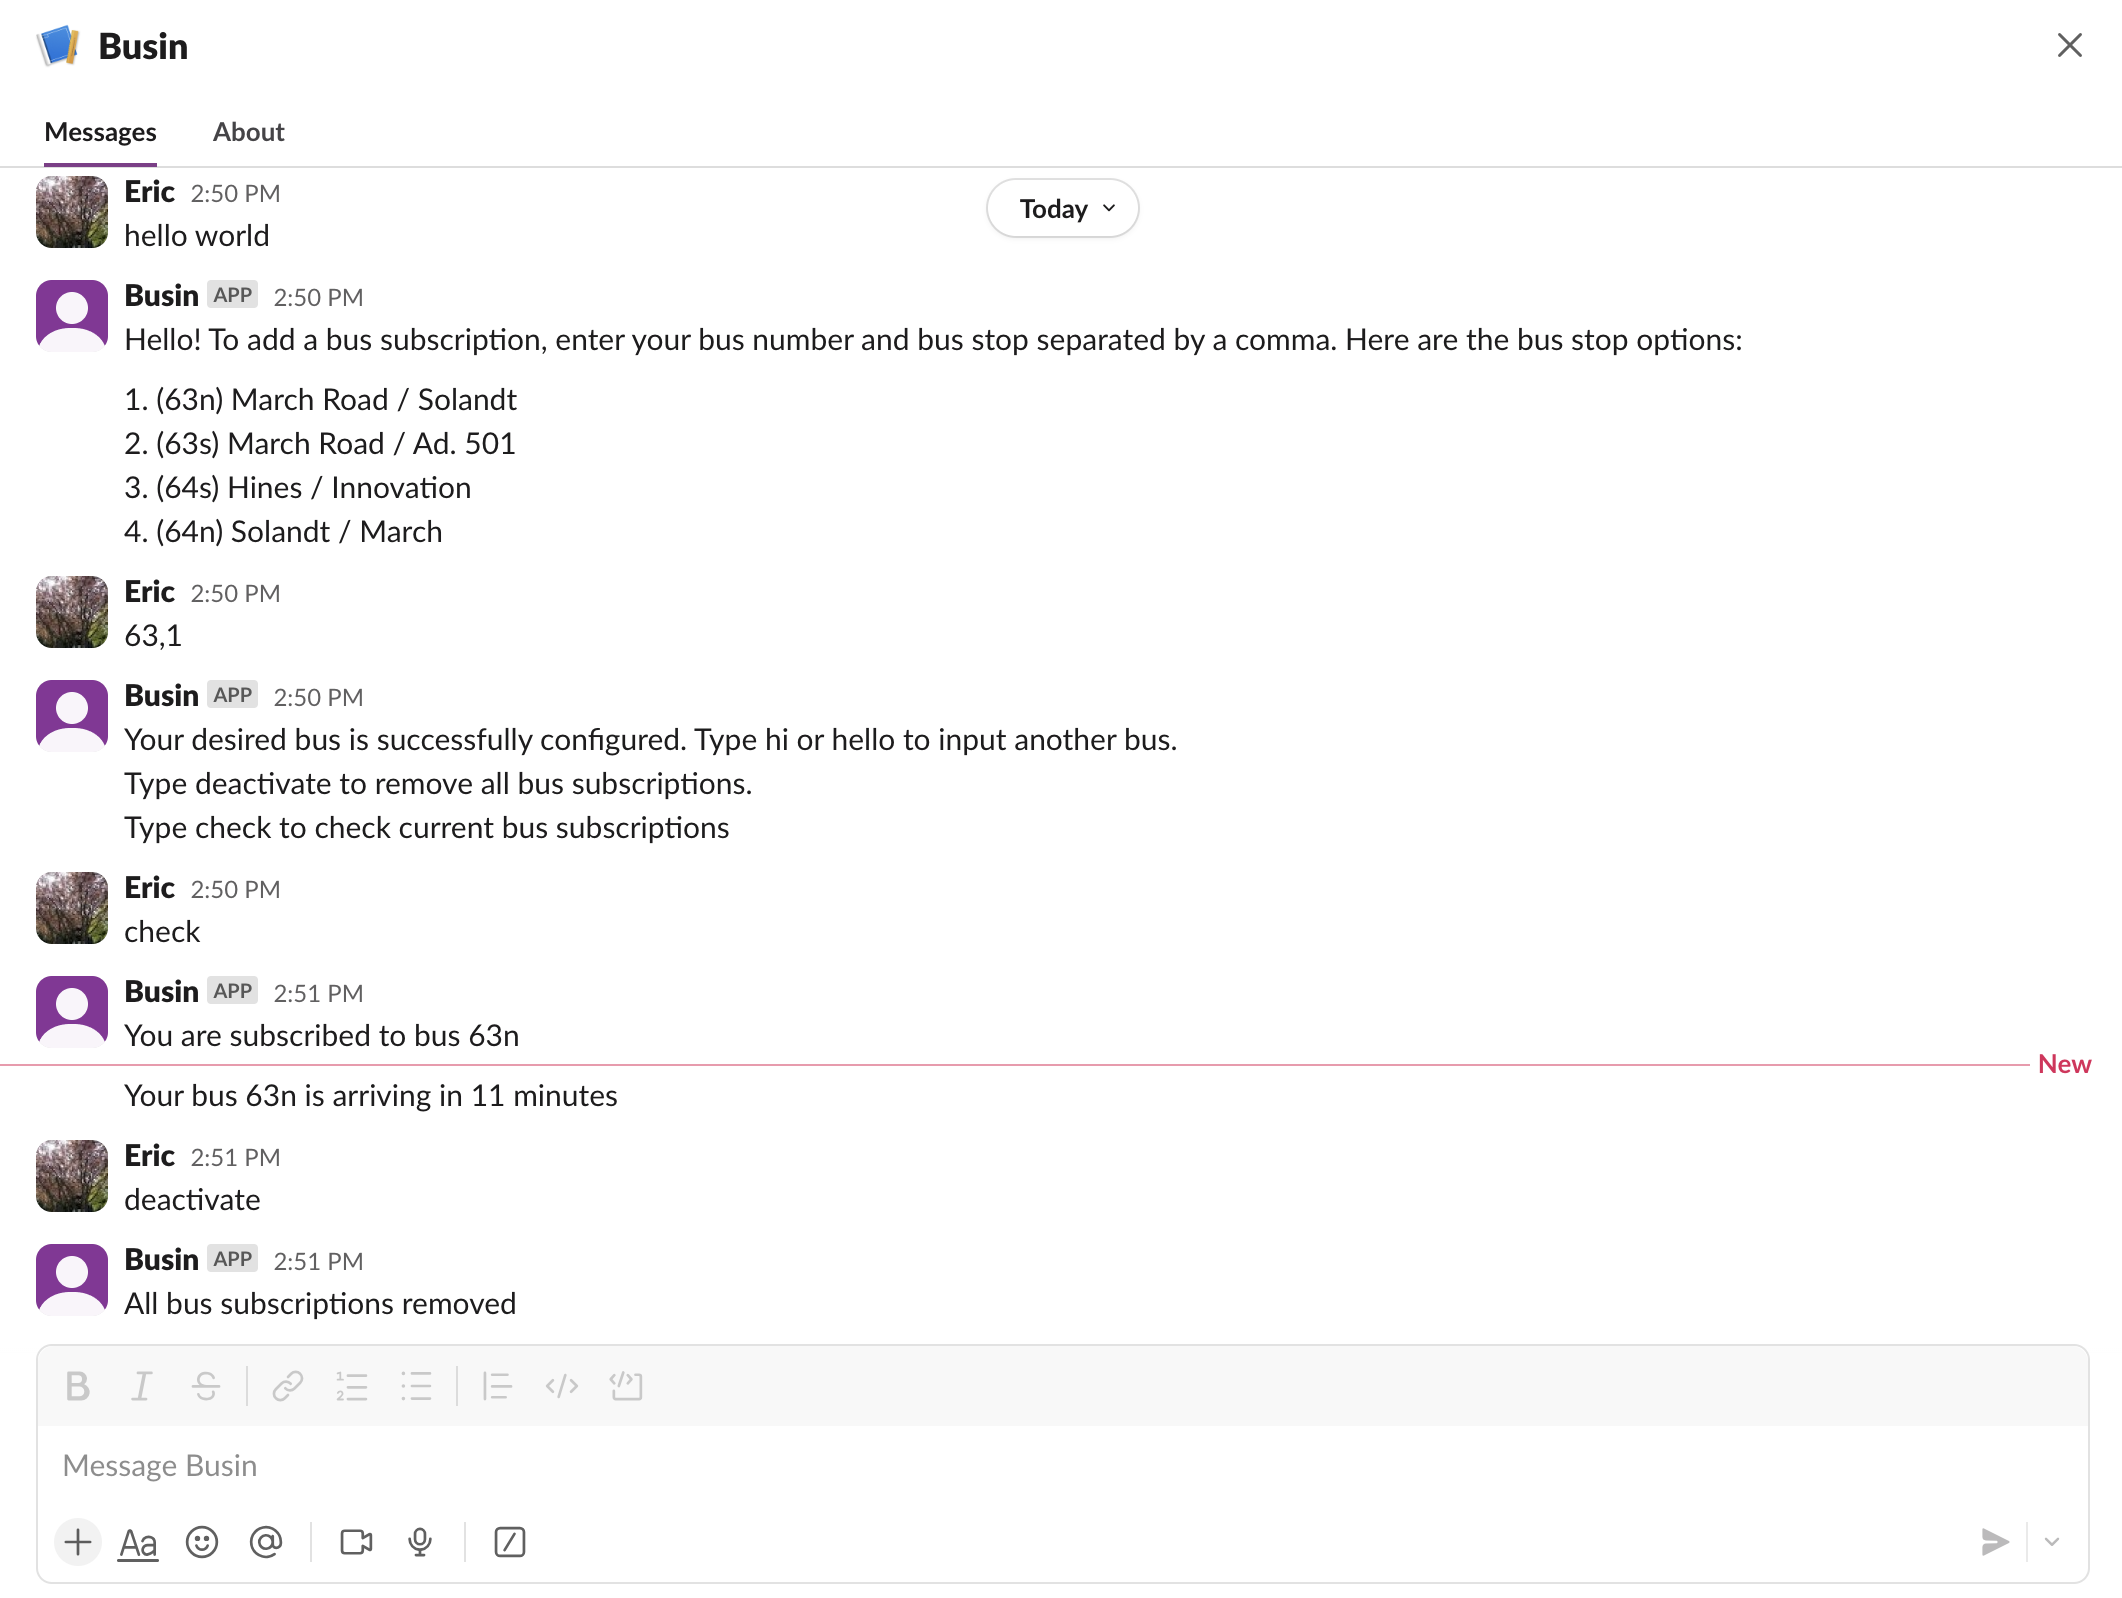 Busin
Messages About
Eric 2:50 PM
Today
hello world
Busin APP 2:50 PM
Hello! To add a bus subscription, enter your bus number and bus stop separated by a comma. Here are the bus stop options:
1. (63n) March Road / Solandt
2. (63s) March Road / Ad. 501
3. (64s) Hines / Innovation
4. (64n) Solandt / March
Eric 2:50 PM
63,1
Busin APP 2:50 PM
Your desired bus is successfully configured. Type hi or hello to input another bus.
Type deactivate to remove all bus subscriptions.
Type check to check current bus subscriptions
Eric 2:50 PM
check
Busin APP 2:51 PM
You are subscribed to bus 63n
New
Your bus 63n is arriving in 11 minutes
Eric 2:51 PM
deactivate
Busin APP 2:51 PM
All bus subscriptions removed
Message Busin
Aa